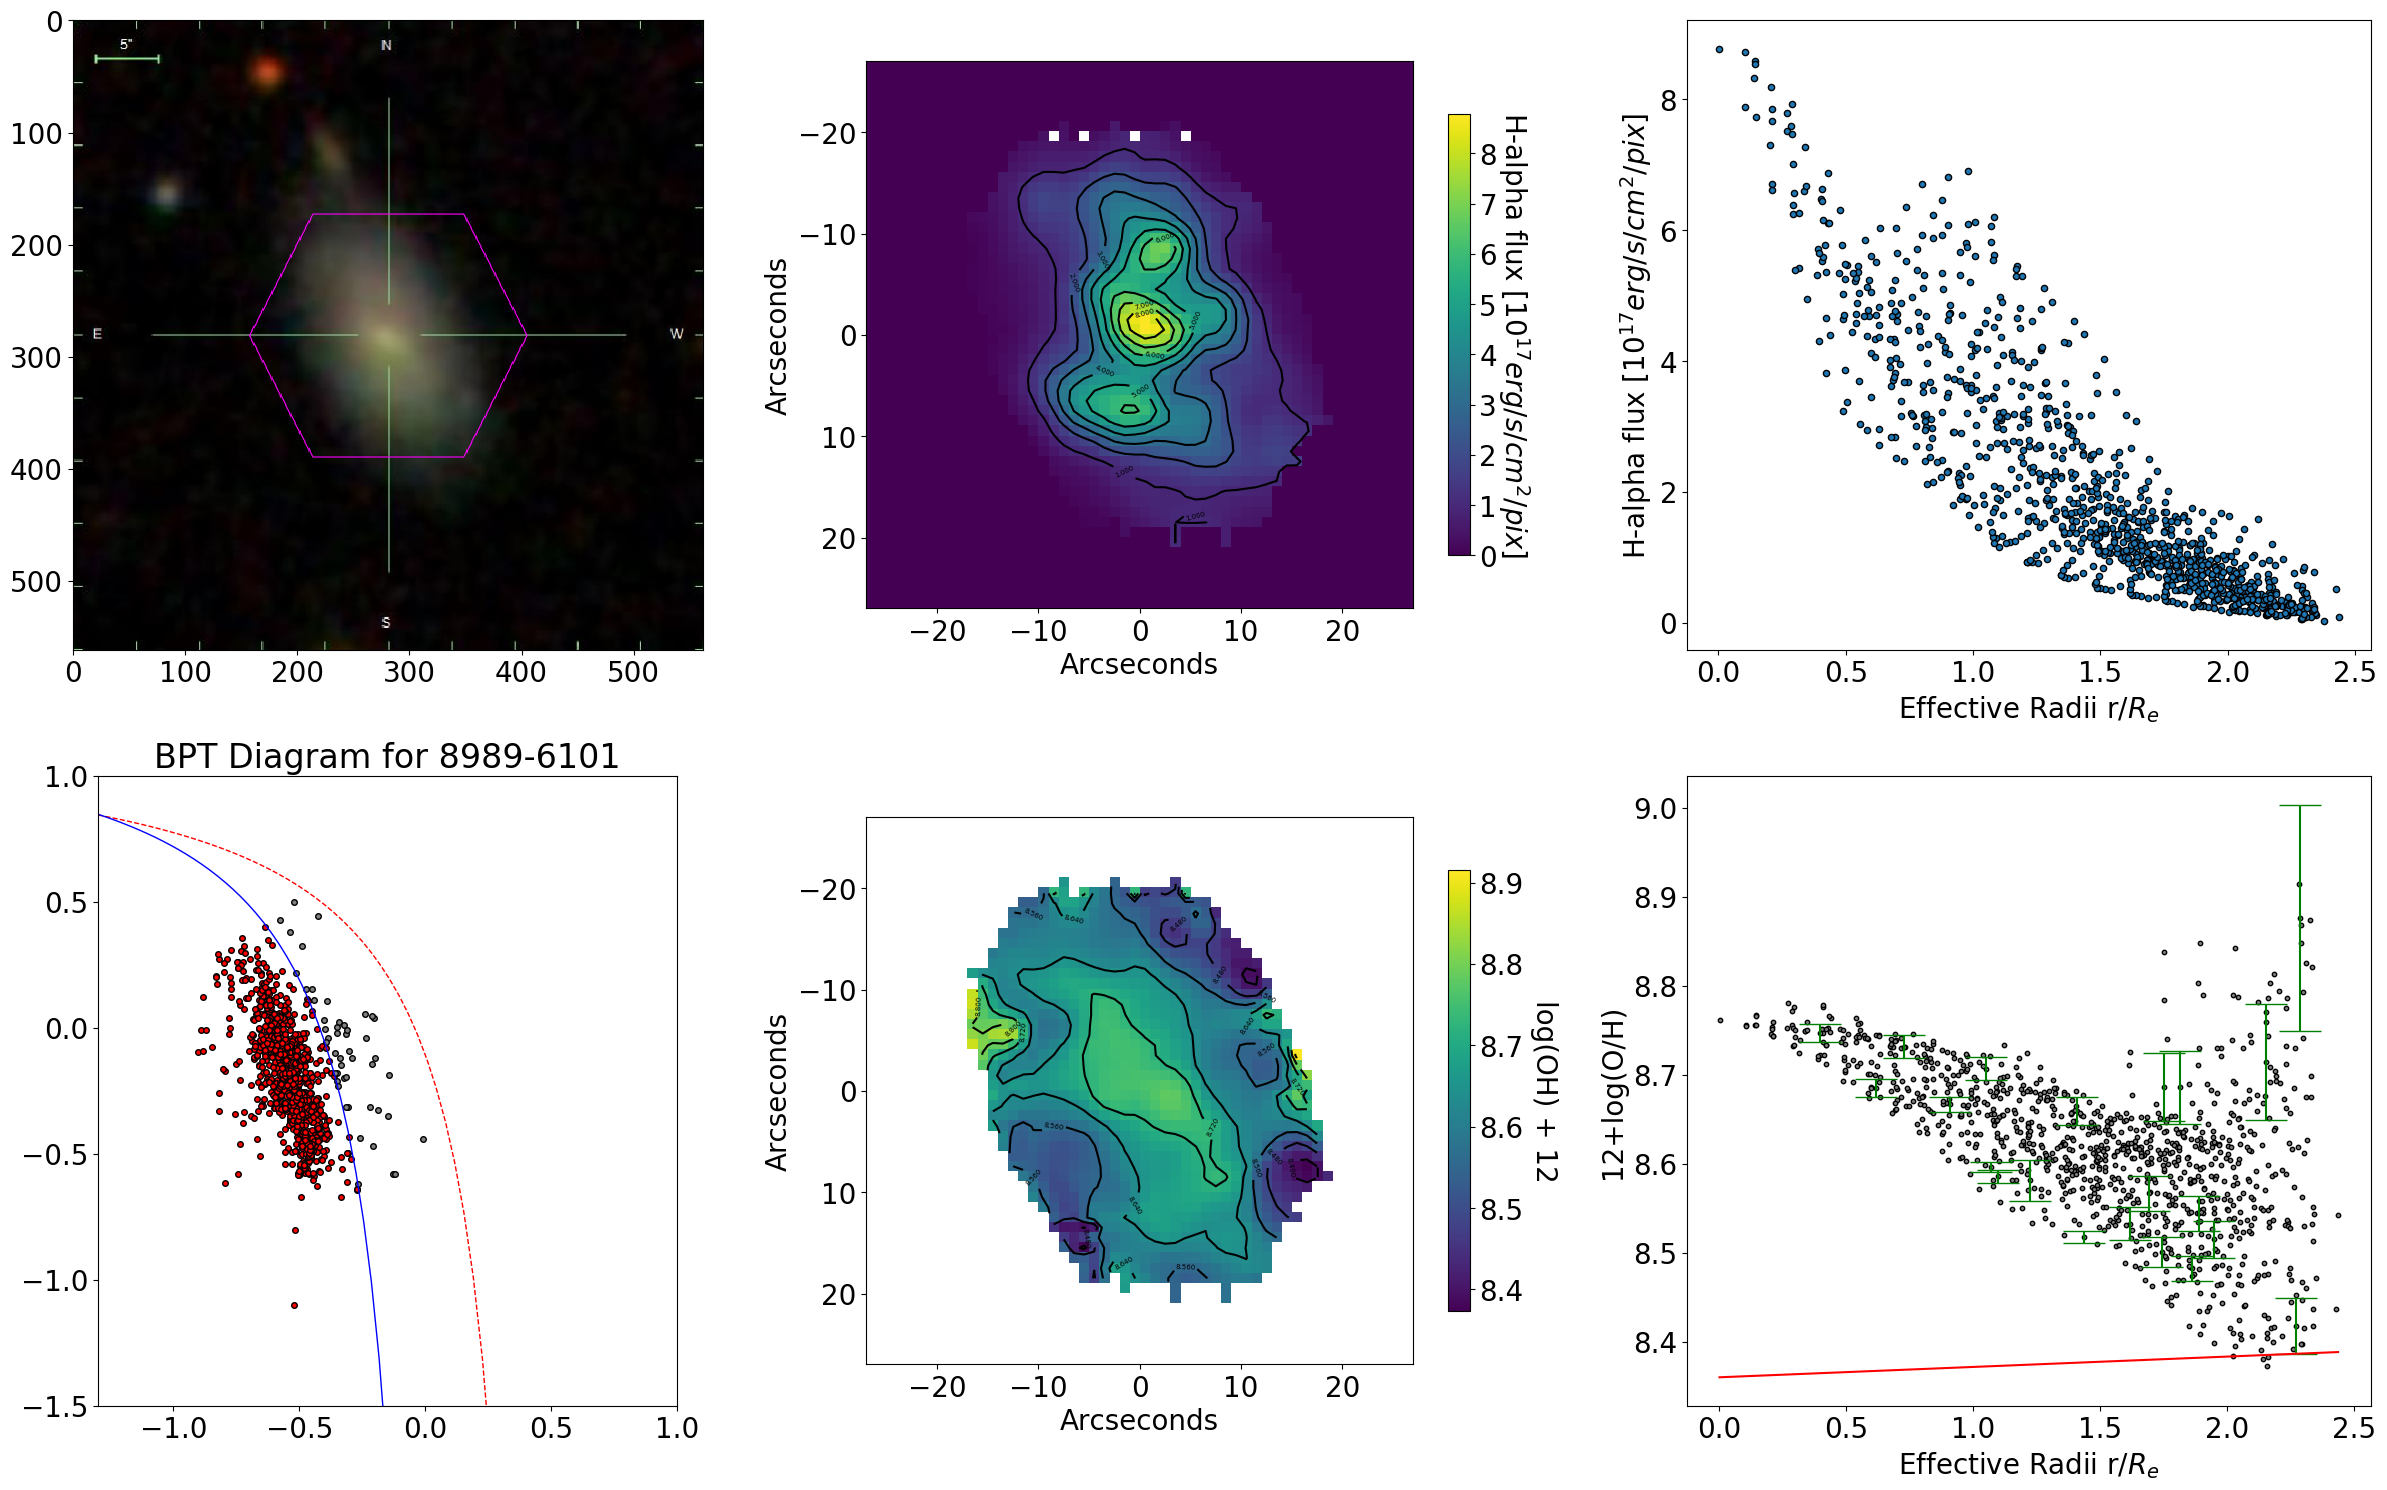 0
100
200
300
400
500
0 100 200 300 400 500
5"
N
E
W
S
Arcseconds
−20
−10
0
10
20
−20 −10 0 10 20
Arcseconds
8
7
6
5
4
3
2
1
0
H-alpha flux [10^17 erg/s/cm^2/pix]
H-alpha flux [10^17 erg/s/cm^2/pix]
8
6
4
2
0
0.0 0.5 1.0 1.5 2.0 2.5
Effective Radii r/R_e
BPT Diagram for 8989-6101
1.0
0.5
0.0
−0.5
−1.0
−1.5
−1.0 −0.5 0.0 0.5 1.0
Arcseconds
−20
−10
0
10
20
−20 −10 0 10 20
Arcseconds
8.9
8.8
8.7
8.6
8.5
8.4
log(OH) + 12
12+log(O/H)
9.0
8.9
8.8
8.7
8.6
8.5
8.4
0.0 0.5 1.0 1.5 2.0 2.5
Effective Radii r/R_e